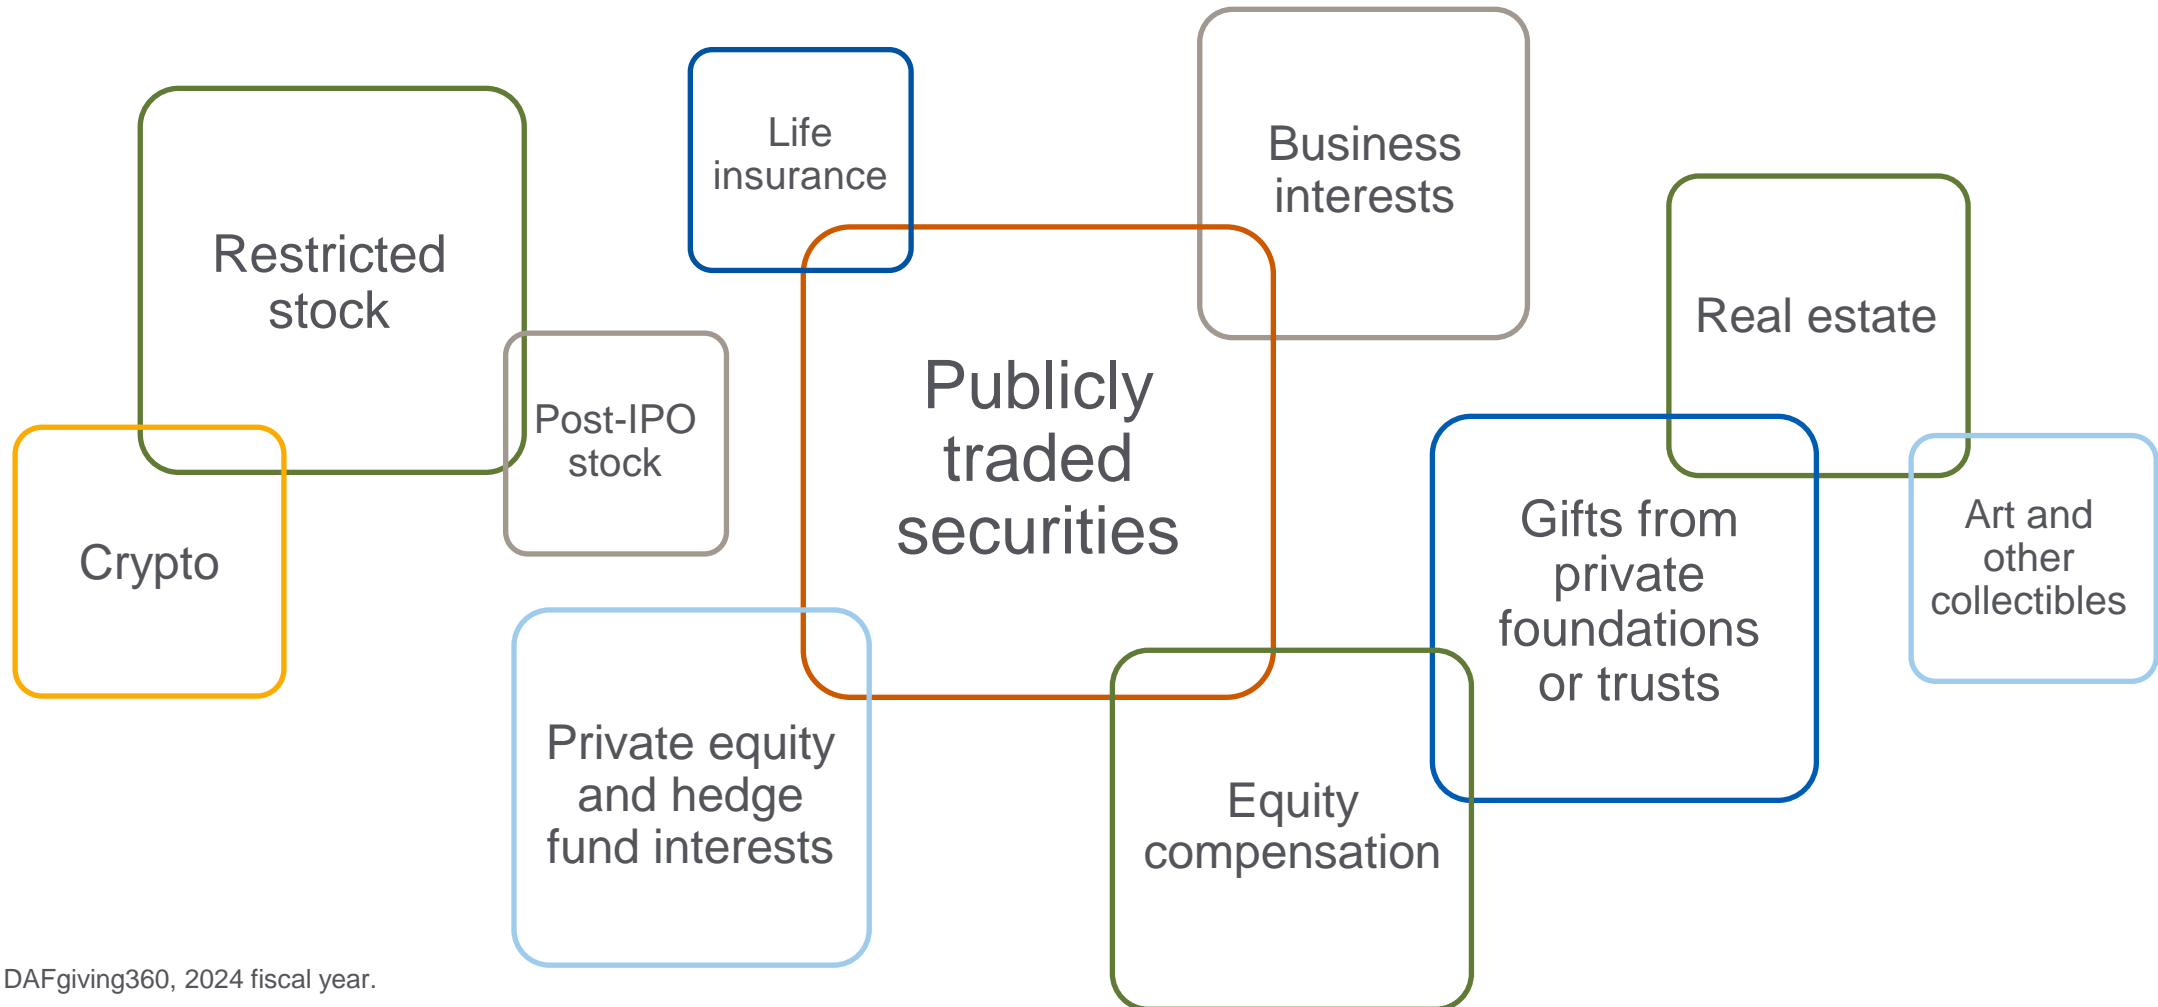 Restricted
stock
Life
insurance
Business
interests
Real estate
Post-IPO
stock
Publicly
traded
securities
Crypto
Gifts from
private
foundations
or trusts
Art and
other
collectibles
Private equity
and hedge
fund interests
Equity
compensation
DAFgiving360, 2024 fiscal year.